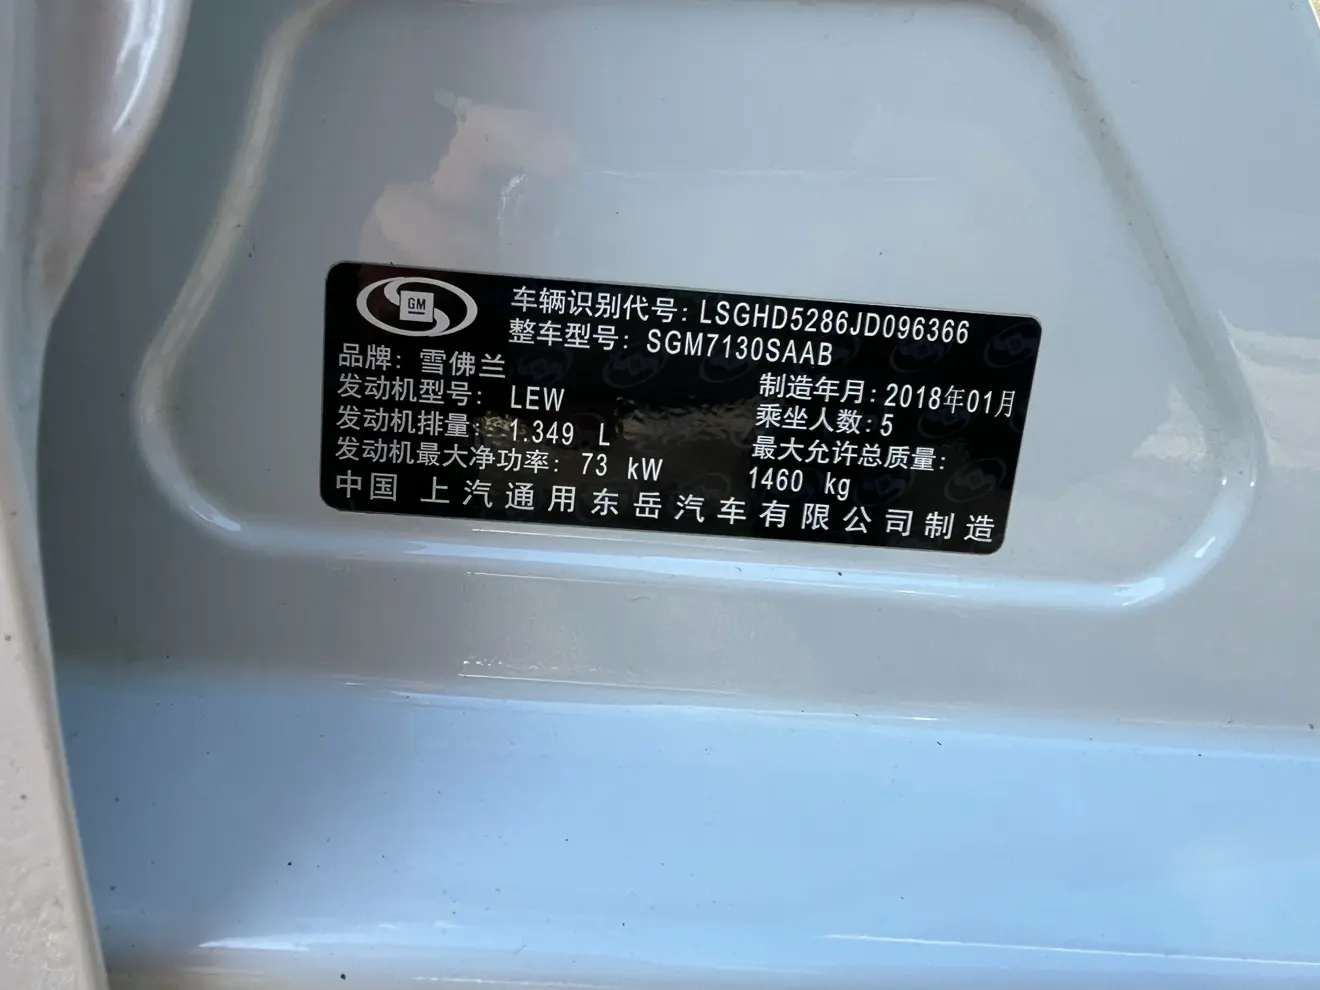 GM
车辆识别代号: LSGHD5286JD096366
整车型号: SGM7130SAAB
品牌: 雪佛兰
发动机型号: LEW
制造年月: 2018年01月
发动机排量: 1.349 L
乘坐人数: 5
发动机最大净功率: 73 kW
最大允许总质量:
1460 kg
中国 上汽通用东岳汽车有限公司制造